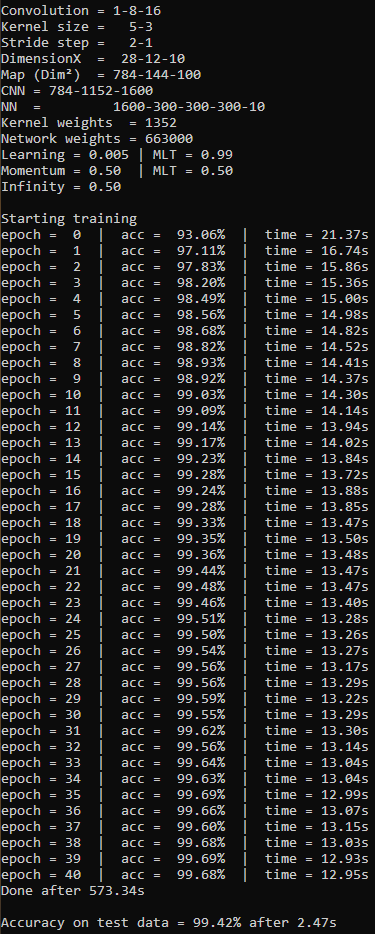 Convolution = 1-8-16
Kernel size =   5-3
Stride step =   2-1
DimensionX  =  28-12-10
Map (Dim²)  = 784-144-100
CNN = 784-1152-1600
NN  =         1600-300-300-300-10
Kernel weights  = 1352
Network weights = 663000
Learning = 0.005 | MLT = 0.99
Momentum = 0.50  | MLT = 0.50
Infinity = 0.50
Starting training
epoch =  0  |  acc =  93.06%  |  time = 21.37s
epoch =  1  |  acc =  97.11%  |  time = 16.74s
epoch =  2  |  acc =  97.83%  |  time = 15.86s
epoch =  3  |  acc =  98.20%  |  time = 15.36s
epoch =  4  |  acc =  98.49%  |  time = 15.00s
epoch =  5  |  acc =  98.56%  |  time = 14.98s
epoch =  6  |  acc =  98.68%  |  time = 14.82s
epoch =  7  |  acc =  98.82%  |  time = 14.52s
epoch =  8  |  acc =  98.93%  |  time = 14.41s
epoch =  9  |  acc =  98.92%  |  time = 14.37s
epoch = 10  |  acc =  99.03%  |  time = 14.30s
epoch = 11  |  acc =  99.09%  |  time = 14.14s
epoch = 12  |  acc =  99.14%  |  time = 13.94s
epoch = 13  |  acc =  99.17%  |  time = 14.02s
epoch = 14  |  acc =  99.23%  |  time = 13.84s
epoch = 15  |  acc =  99.28%  |  time = 13.72s
epoch = 16  |  acc =  99.24%  |  time = 13.88s
epoch = 17  |  acc =  99.28%  |  time = 13.85s
epoch = 18  |  acc =  99.33%  |  time = 13.47s
epoch = 19  |  acc =  99.35%  |  time = 13.50s
epoch = 20  |  acc =  99.36%  |  time = 13.48s
epoch = 21  |  acc =  99.44%  |  time = 13.47s
epoch = 22  |  acc =  99.48%  |  time = 13.47s
epoch = 23  |  acc =  99.46%  |  time = 13.40s
epoch = 24  |  acc =  99.51%  |  time = 13.28s
epoch = 25  |  acc =  99.50%  |  time = 13.26s
epoch = 26  |  acc =  99.54%  |  time = 13.27s
epoch = 27  |  acc =  99.56%  |  time = 13.17s
epoch = 28  |  acc =  99.56%  |  time = 13.29s
epoch = 29  |  acc =  99.59%  |  time = 13.22s
epoch = 30  |  acc =  99.55%  |  time = 13.29s
epoch = 31  |  acc =  99.62%  |  time = 13.30s
epoch = 32  |  acc =  99.56%  |  time = 13.14s
epoch = 33  |  acc =  99.64%  |  time = 13.04s
epoch = 34  |  acc =  99.63%  |  time = 13.04s
epoch = 35  |  acc =  99.69%  |  time = 12.99s
epoch = 36  |  acc =  99.66%  |  time = 13.07s
epoch = 37  |  acc =  99.60%  |  time = 13.15s
epoch = 38  |  acc =  99.68%  |  time = 13.03s
epoch = 39  |  acc =  99.69%  |  time = 12.93s
epoch = 40  |  acc =  99.68%  |  time = 12.95s
Done after 573.34s
Accuracy on test data = 99.42% after 2.47s